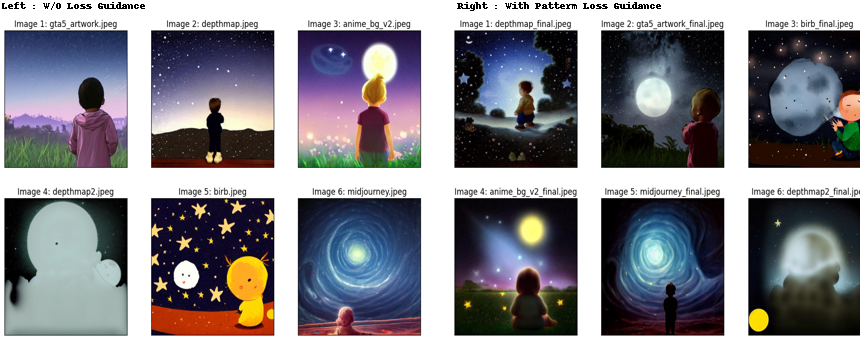 Left : W/O Loss Guidance
Right : With Patterm Loss Guidance
Image 1: gta5_artwork.jpeg
Image 2: depthmap.jpeg
Image 3: anime_bg_v2.jpeg
Image 1: depthmap_final.jpeg
Image 2: gta5_artwork_final.jpeg
Image 3: birb_final.jpeg
Image 4: depthmap2.jpeg
Image 5: birb.jpeg
Image 6: midjourney.jpeg
Image 4: anime_bg_v2_final.jpeg
Image 5: midjourney_final.jpeg
Image 6: depthmap2_final.jpe